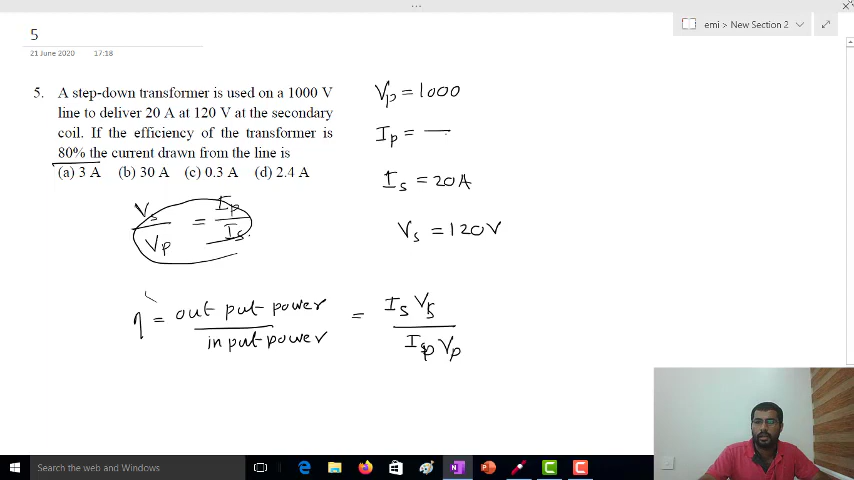 emi > New Section 2
5
21 June 2020 17:18
5. A step-down transformer is used on a 1000 V
line to deliver 20 A at 120 V at the secondary
coil. If the efficiency of the transformer is
80% the current drawn from the line is
(a) 3 A (b) 30 A (c) 0.3 A (d) 2.4 A
Vp = 1000
Ip = —
Is = 20A
Vs = 120V
Vs/Vp = Ip/Is
η = out put power / input power = Is Vs / Ip Vp
Search the web and Windows